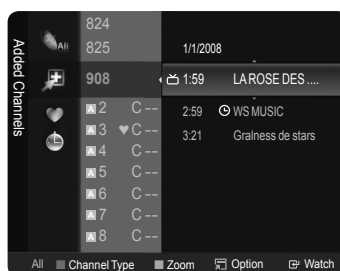 Added Channels
All
824
825
908
A 2 C --
A 3 ♥ C --
A 4 C --
A 5 C --
A 6 C --
A 7 C --
A 8 C --
1/1/2008
1:59 LA ROSE DES ....
2:59 WS MUSIC
3:21 Gralness de stars
All Channel Type Zoom Option Watch